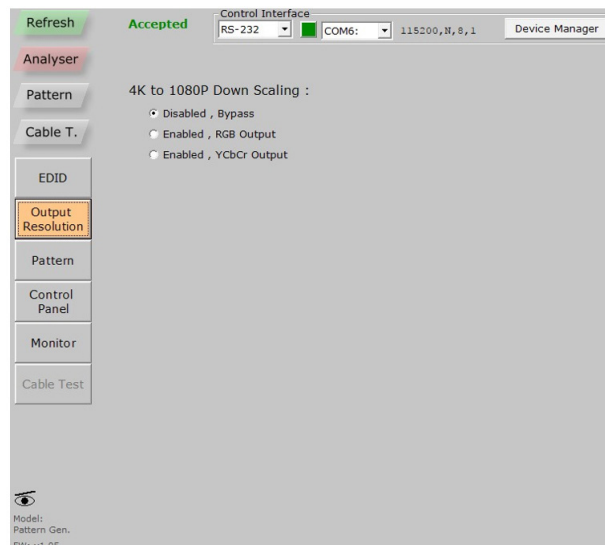 Refresh
Accepted
Control Interface
RS-232
COM6:
115200,N,8,1
Device Manager
Analyser
Pattern
Cable T.
4K to 1080P Down Scaling :
Disabled , Bypass
Enabled , RGB Output
Enabled , YCbCr Output
EDID
Output
Resolution
Pattern
Control
Panel
Monitor
Cable Test
Model:
Pattern Gen.